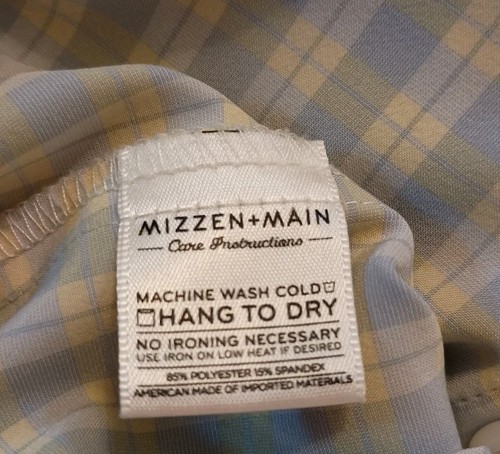 MIZZEN+MAIN
Care Instructions
MACHINE WASH COLD
HANG TO DRY
NO IRONING NECESSARY
USE IRON ON LOW HEAT IF DESIRED
85% POLYESTER 15% SPANDEX
AMERICAN MADE OF IMPORTED MATERIALS